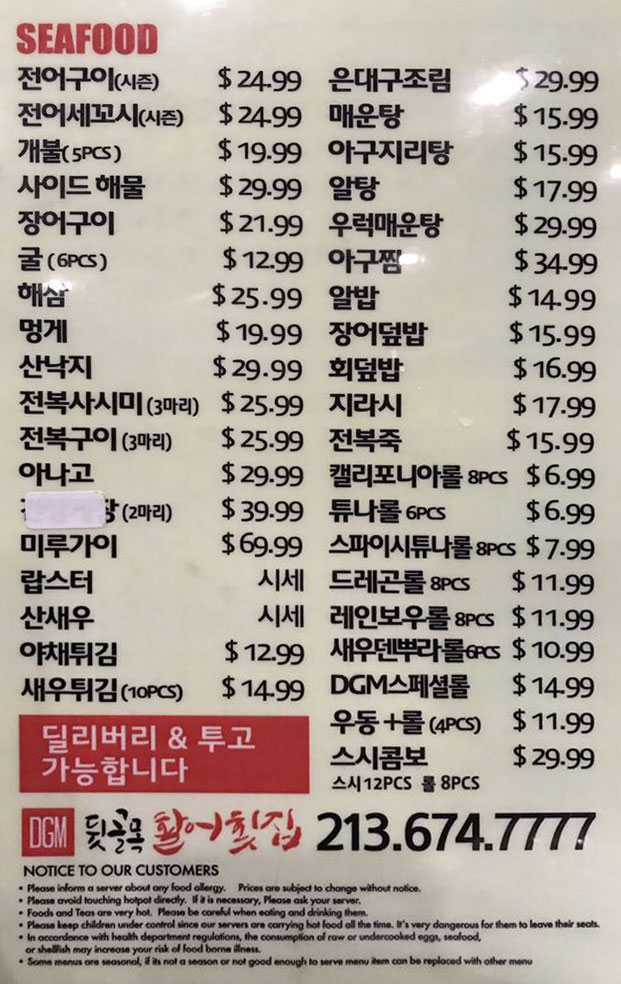 SEAFOOD
전어구이(시즌) $24.99
전어세꼬시(시즌) $24.99
개불(5PCS) $19.99
사이드 해물 $29.99
장어구이 $21.99
굴(6PCS) $12.99
해삼 $25.99
멍게 $19.99
산낙지 $29.99
전복사시미(3마리) $25.99
전복구이(3마리) $25.99
아나고 $29.99
(2마리) $39.99
미루가이 $69.99
랍스터 시세
산새우 시세
야채튀김 $12.99
새우튀김(10PCS) $14.99
은대구조림 $29.99
매운탕 $15.99
아구지리탕 $15.99
알탕 $17.99
우럭매운탕 $29.99
아구찜 $34.99
알밥 $14.99
장어덮밥 $15.99
회덮밥 $16.99
지라시 $17.99
전복죽 $15.99
캘리포니아롤 8PCS $6.99
튜나롤 6PCS $6.99
스파이시튜나롤 8PCS $7.99
드레곤롤 8PCS $11.99
레인보우롤 8PCS $11.99
새우덴뿌라롤6PCS $10.99
DGM스페셜롤 $14.99
우동+롤(4PCS) $11.99
스시콤보 $29.99
스시12PCS 롤 8PCS
딜리버리 & 투고
가능합니다
DGM 뒷골목 활어횟집 213.674.7777
NOTICE TO OUR CUSTOMERS
• Please inform a server about any food allergy. Prices are subject to change without notice.
• Please avoid touching hotpot directly. If it is necessary, Please ask your server.
• Foods and Teas are very hot. Please be careful when eating and drinking them.
• Please keep children under control since our servers are carrying hot food all the time. It's very dangerous for them to leave their seats.
• In accordance with health department regulations, the consumption of raw or undercooked eggs, seafood,
or shellfish may increase your risk of food borne illness.
• Some menus are seasonal, if its not a season or not good enough to serve menu item can be replaced with other menu